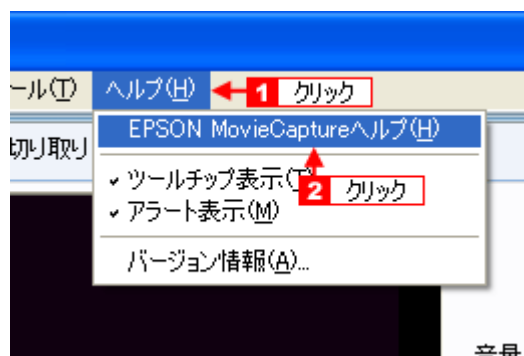 ール(T) ヘルプ(H) 1 クリック
切り取り EPSON MovieCaptureヘルプ(H)
ツールチップ表示(T)
2 クリック
アラート表示(M)
バージョン情報(A)...
音量